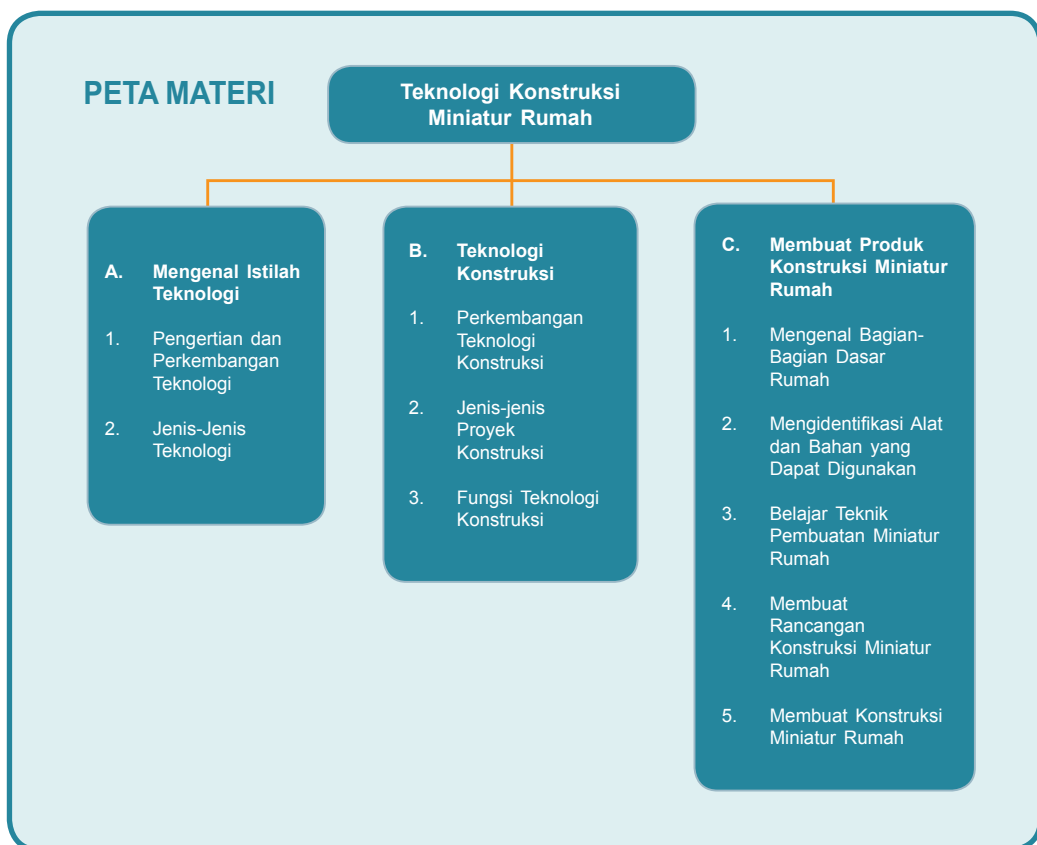 PETA MATERI
Teknologi Konstruksi
Miniatur Rumah
A. Mengenal Istilah
Teknologi
1. Pengertian dan
Perkembangan
Teknologi
2. Jenis-Jenis
Teknologi
B. Teknologi
Konstruksi
1. Perkembangan
Teknologi
Konstruksi
2. Jenis-jenis
Proyek
Konstruksi
3. Fungsi Teknologi
Konstruksi
C. Membuat Produk
Konstruksi Miniatur
Rumah
1. Mengenal Bagian-
Bagian Dasar
Rumah
2. Mengidentifikasi Alat
dan Bahan yang
Dapat Digunakan
3. Belajar Teknik
Pembuatan Miniatur
Rumah
4. Membuat
Rancangan
Konstruksi Miniatur
Rumah
5. Membuat Konstruksi
Miniatur Rumah